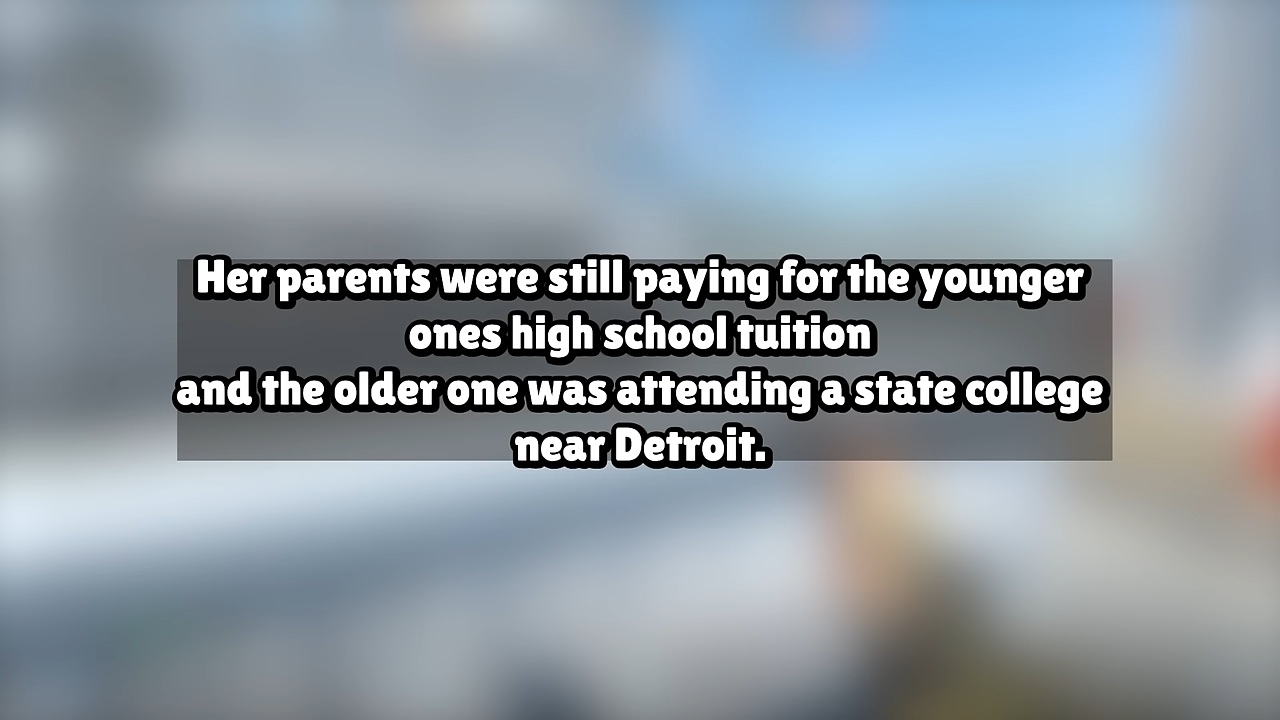 Her parents were still paying for the younger
ones high school tuition
and the older one was attending a state college
near Detroit.